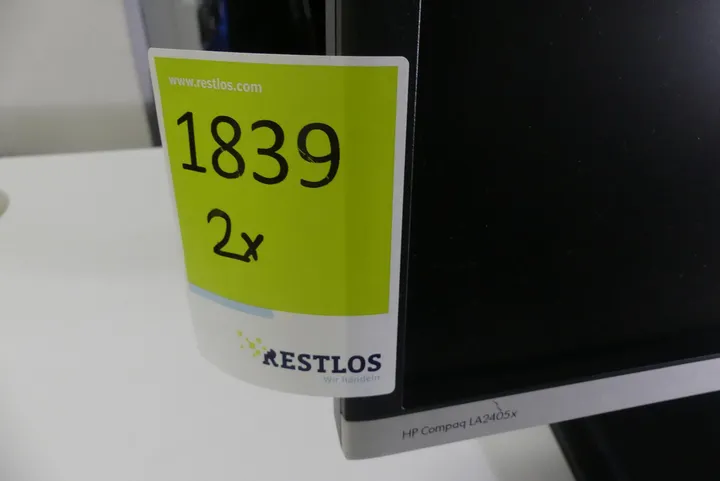 www.restlos.com
1839
2x
RESTLOS
Wir handeln
HP Compaq LA2405x